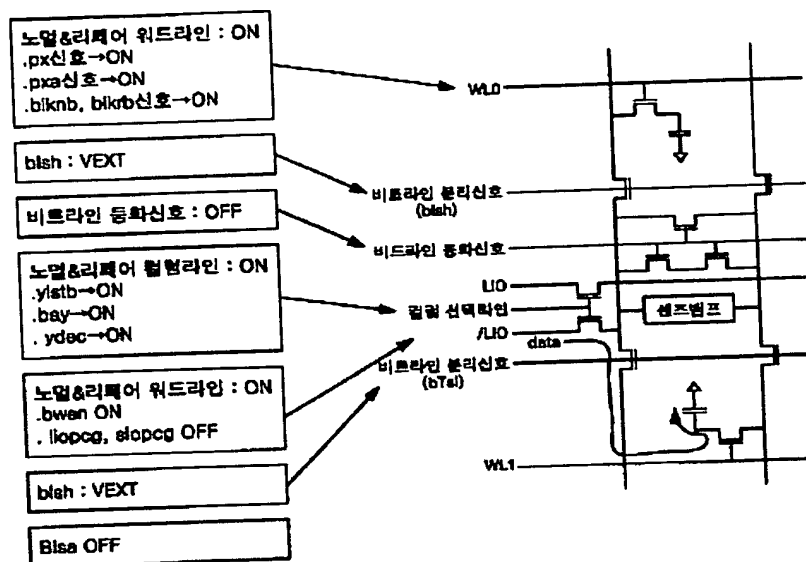 노멀&리페어 워드라인 : ON
.px신호→ON
.pxa신호→ON
.blknb, blkrb신호→ON
blsh : VEXT
비트라인 등화신호 : OFF
노멀&리페어 컬럼라인 : ON
.yistb→ON
.bay→ON
. ydec→ON
노멀&리페어 워드라인 : ON
.bwen ON
. liopcg, slopcg OFF
blsh : VEXT
Blsa OFF
WL0
비트라인 분리신호
(blsh)
비트라인 등화신호
LIO
컬럼 선택라인
/LIO
data
비트라인 분리신호
(bTsl)
WL1
센스앰프